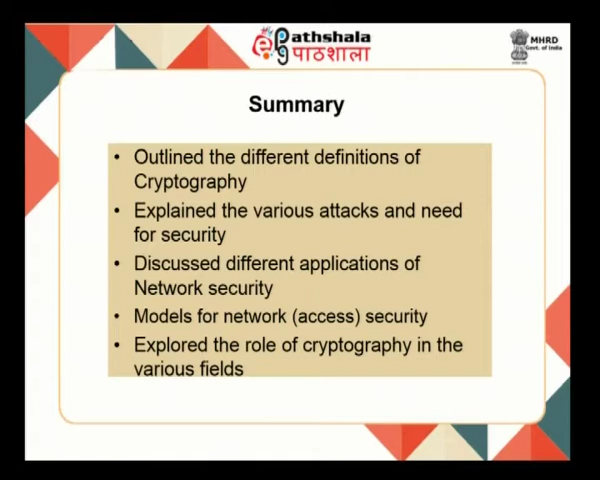 epg pathshala
पाठशाला
MHRD
Govt. of India
Summary
• Outlined the different definitions of
Cryptography
• Explained the various attacks and need
for security
• Discussed different applications of
Network security
• Models for network (access) security
• Explored the role of cryptography in the
various fields